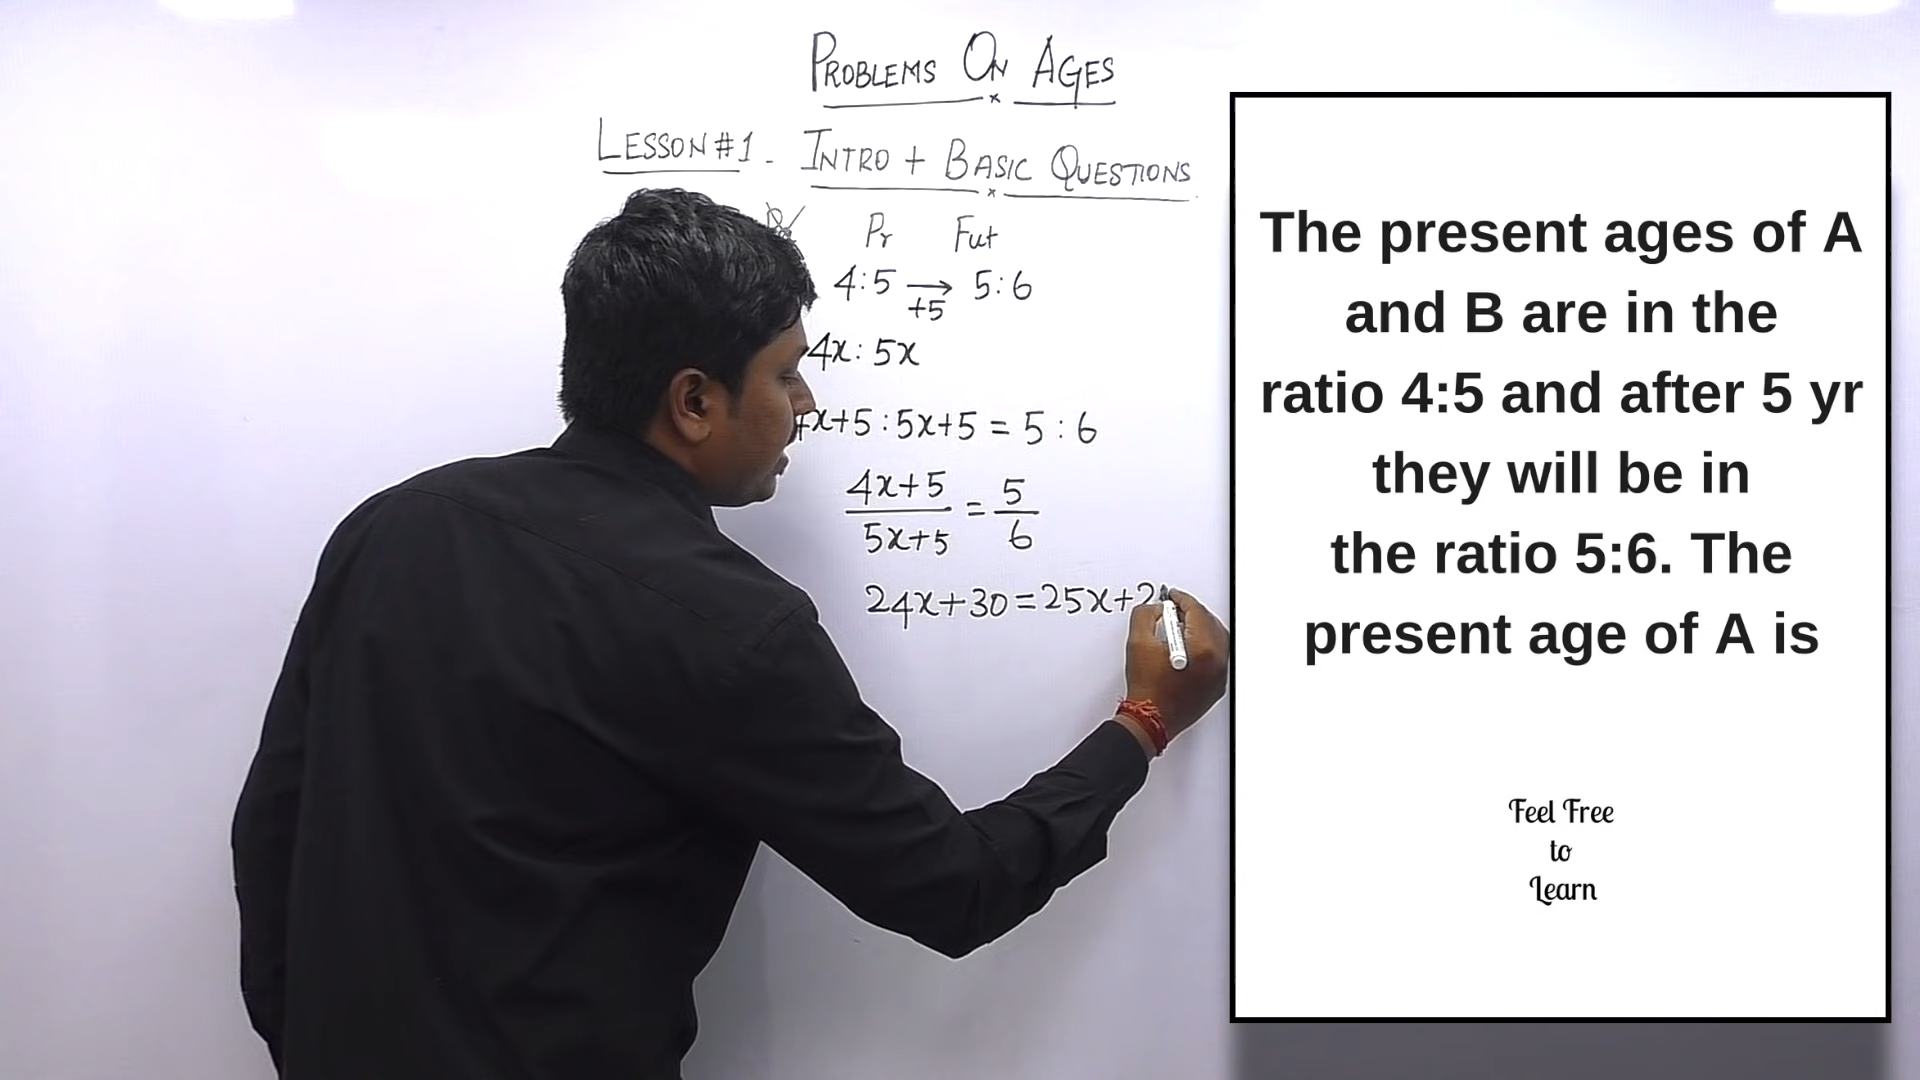 PROBLEMS ON AGES
LESSON #1 - INTRO + BASIC QUESTIONS
Pr Fut
4:5 → 5:6
+5
4x : 5x
x+5 : 5x+5 = 5 : 6
4x+5
5x+5
=
5
6
24x+30=25x+2
The present ages of A
and B are in the
ratio 4:5 and after 5 yr
they will be in
the ratio 5:6. The
present age of A is
Feel Free
to
Learn